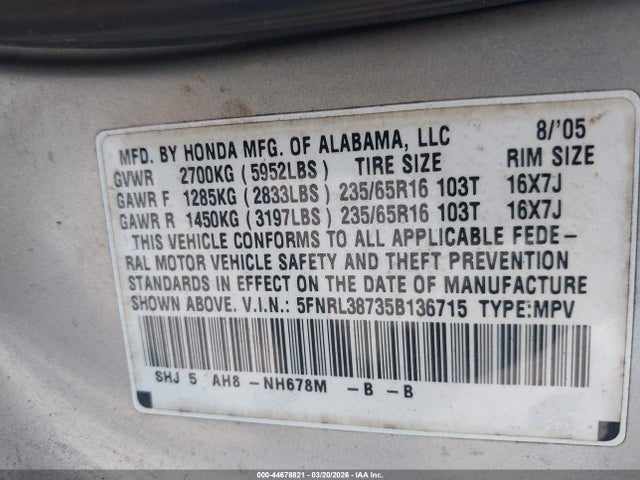 MFD. BY HONDA MFG. OF ALABAMA, LLC 8/'05
GVWR 2700KG (5952LBS) TIRE SIZE RIM SIZE
GAWR F 1285KG (2833LBS) 235/65R16 103T 16X7J
GAWR R 1450KG (3197LBS) 235/65R16 103T 16X7J
THIS VEHICLE CONFORMS TO ALL APPLICABLE FEDE-
RAL MOTOR VEHICLE SAFETY AND THEFT PREVENTION
STANDARDS IN EFFECT ON THE DATE OF MANUFACTURE
SHOWN ABOVE. V.I.N.: 5FNRL38735B136715 TYPE:MPV
SHJ 5 AH8 -NH678M -B -B
000-44678821 - 03/20/2026 - IAAI.COM